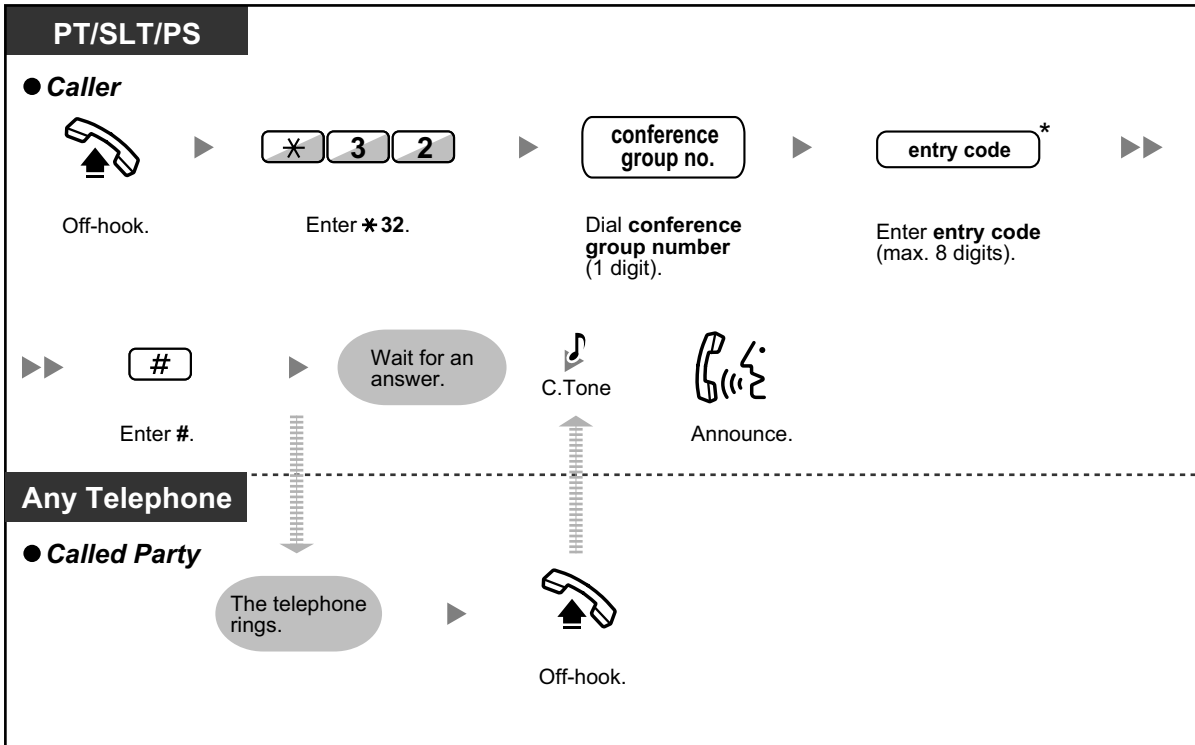 PT/SLT/PS
● Caller
* 3 2
conference
group no.
entry code*
Off-hook.
Enter *32.
Dial conference
group number
(1 digit).
Enter entry code
(max. 8 digits).
#
Wait for an
answer.
C.Tone
Enter #.
Announce.
Any Telephone
● Called Party
The telephone
rings.
Off-hook.